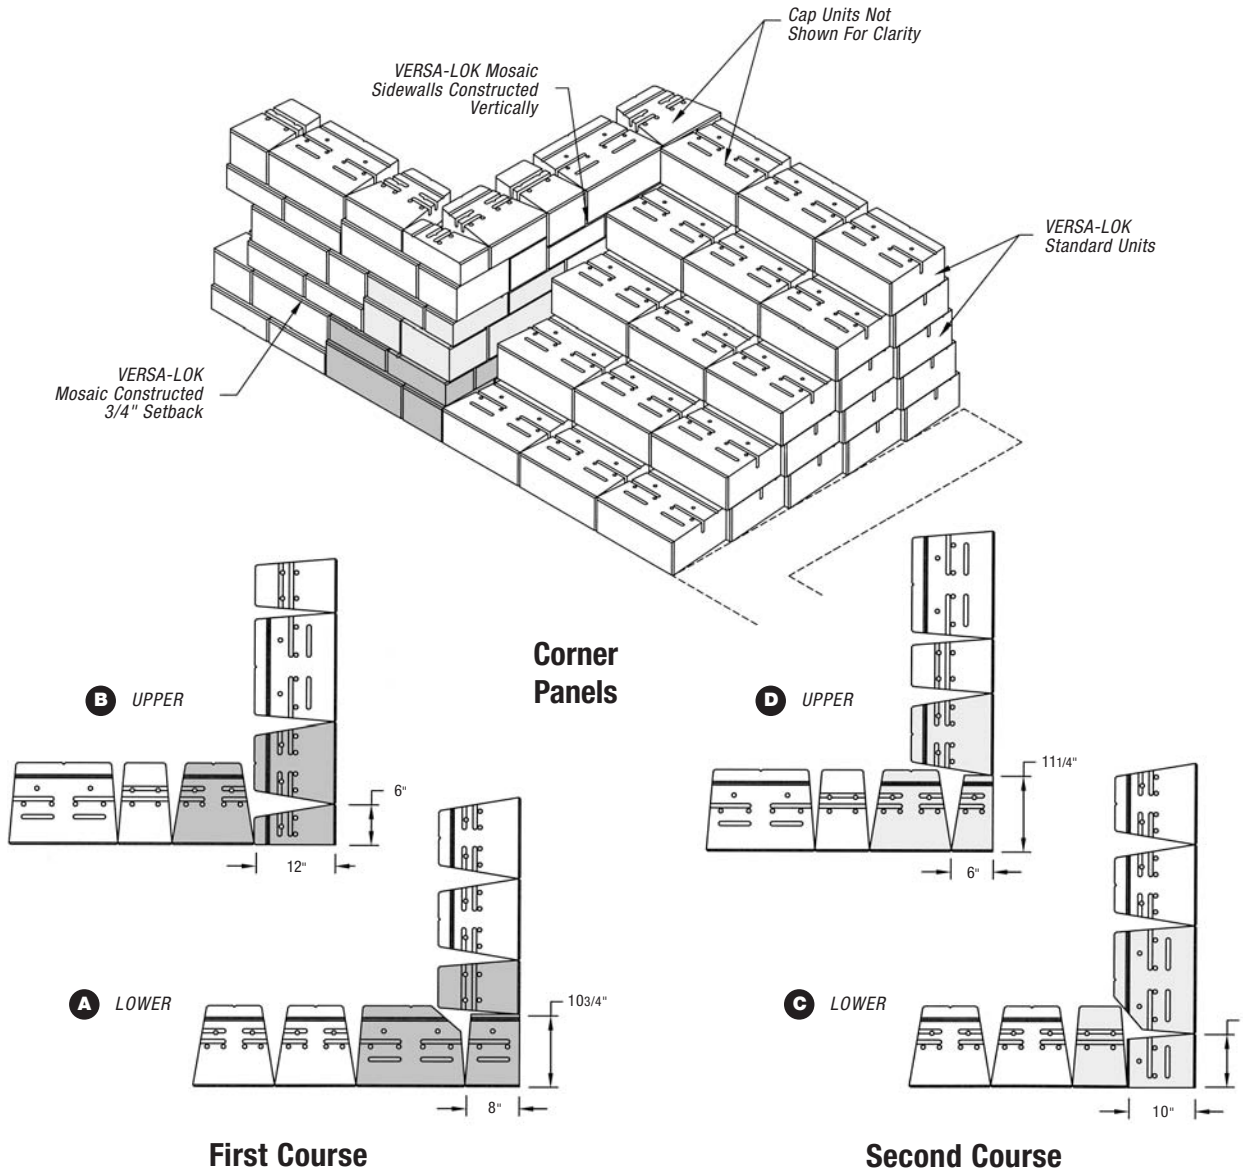 Cap Units Not
Shown For Clarity
VERSA-LOK Mosaic
Sidewalls Constructed
Vertically
VERSA-LOK
Standard Units
VERSA-LOK
Mosaic Constructed
3/4" Setback
Corner
Panels
B UPPER
6"
12"
A LOWER
10 3/4"
8"
First Course
D UPPER
11 1/4"
6"
C LOWER
10"
Second Course